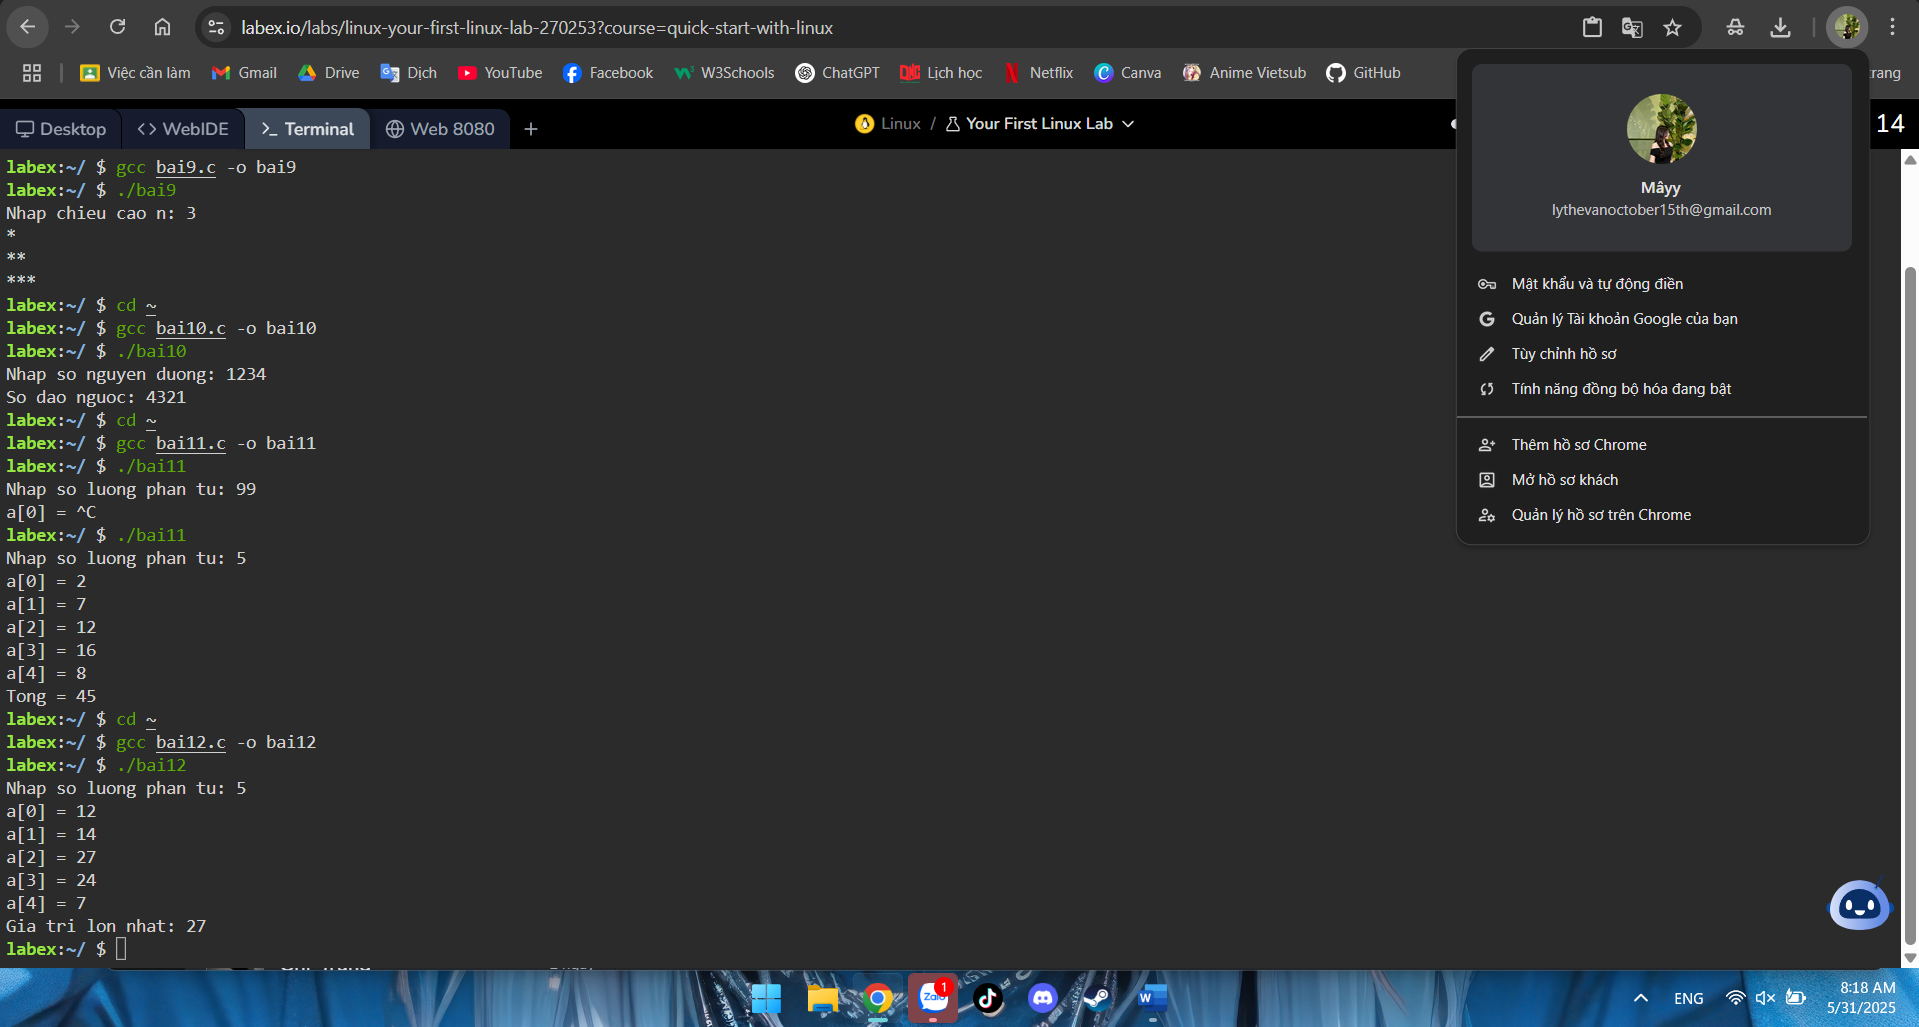 labex.io/labs/linux-your-first-linux-lab-270253?course=quick-start-with-linux
Việc cần làm Gmail Drive Dịch YouTube Facebook W3Schools ChatGPT Lịch học Netflix Canva Anime Vietsub GitHub trang
Desktop WebIDE Terminal Web 8080 +
Linux / Your First Linux Lab
14
labex:~/ $ gcc bai9.c -o bai9
labex:~/ $ ./bai9
Nhap chieu cao n: 3
*
**
***
labex:~/ $ cd ~
labex:~/ $ gcc bai10.c -o bai10
labex:~/ $ ./bai10
Nhap so nguyen duong: 1234
So dao nguoc: 4321
labex:~/ $ cd ~
labex:~/ $ gcc bai11.c -o bai11
labex:~/ $ ./bai11
Nhap so luong phan tu: 99
a[0] = ^C
labex:~/ $ ./bai11
Nhap so luong phan tu: 5
a[0] = 2
a[1] = 7
a[2] = 12
a[3] = 16
a[4] = 8
Tong = 45
labex:~/ $ cd ~
labex:~/ $ gcc bai12.c -o bai12
labex:~/ $ ./bai12
Nhap so luong phan tu: 5
a[0] = 12
a[1] = 14
a[2] = 27
a[3] = 24
a[4] = 7
Gia tri lon nhat: 27
labex:~/ $
Mâyy
lythevanoctober15th@gmail.com
Mật khẩu và tự động điền
Quản lý Tài khoản Google của bạn
Tùy chỉnh hồ sơ
Tính năng đồng bộ hóa đang bật
Thêm hồ sơ Chrome
Mở hồ sơ khách
Quản lý hồ sơ trên Chrome
Zalo
1
ENG
8:18 AM
5/31/2025